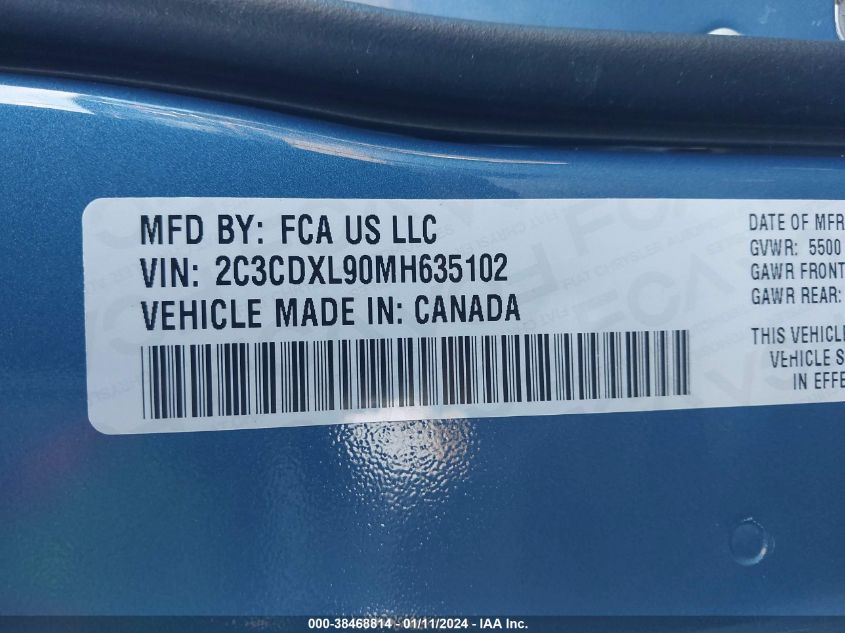 MFD BY: FCA US LLC
VIN: 2C3CDXL90MH635102
VEHICLE MADE IN: CANADA
DATE OF MFR
GVWR: 5500
GAWR FRONT
GAWR REAR:
THIS VEHICLE
VEHICLE S
IN EFFE
000-38468814 - 01/11/2024 - IAA Inc.